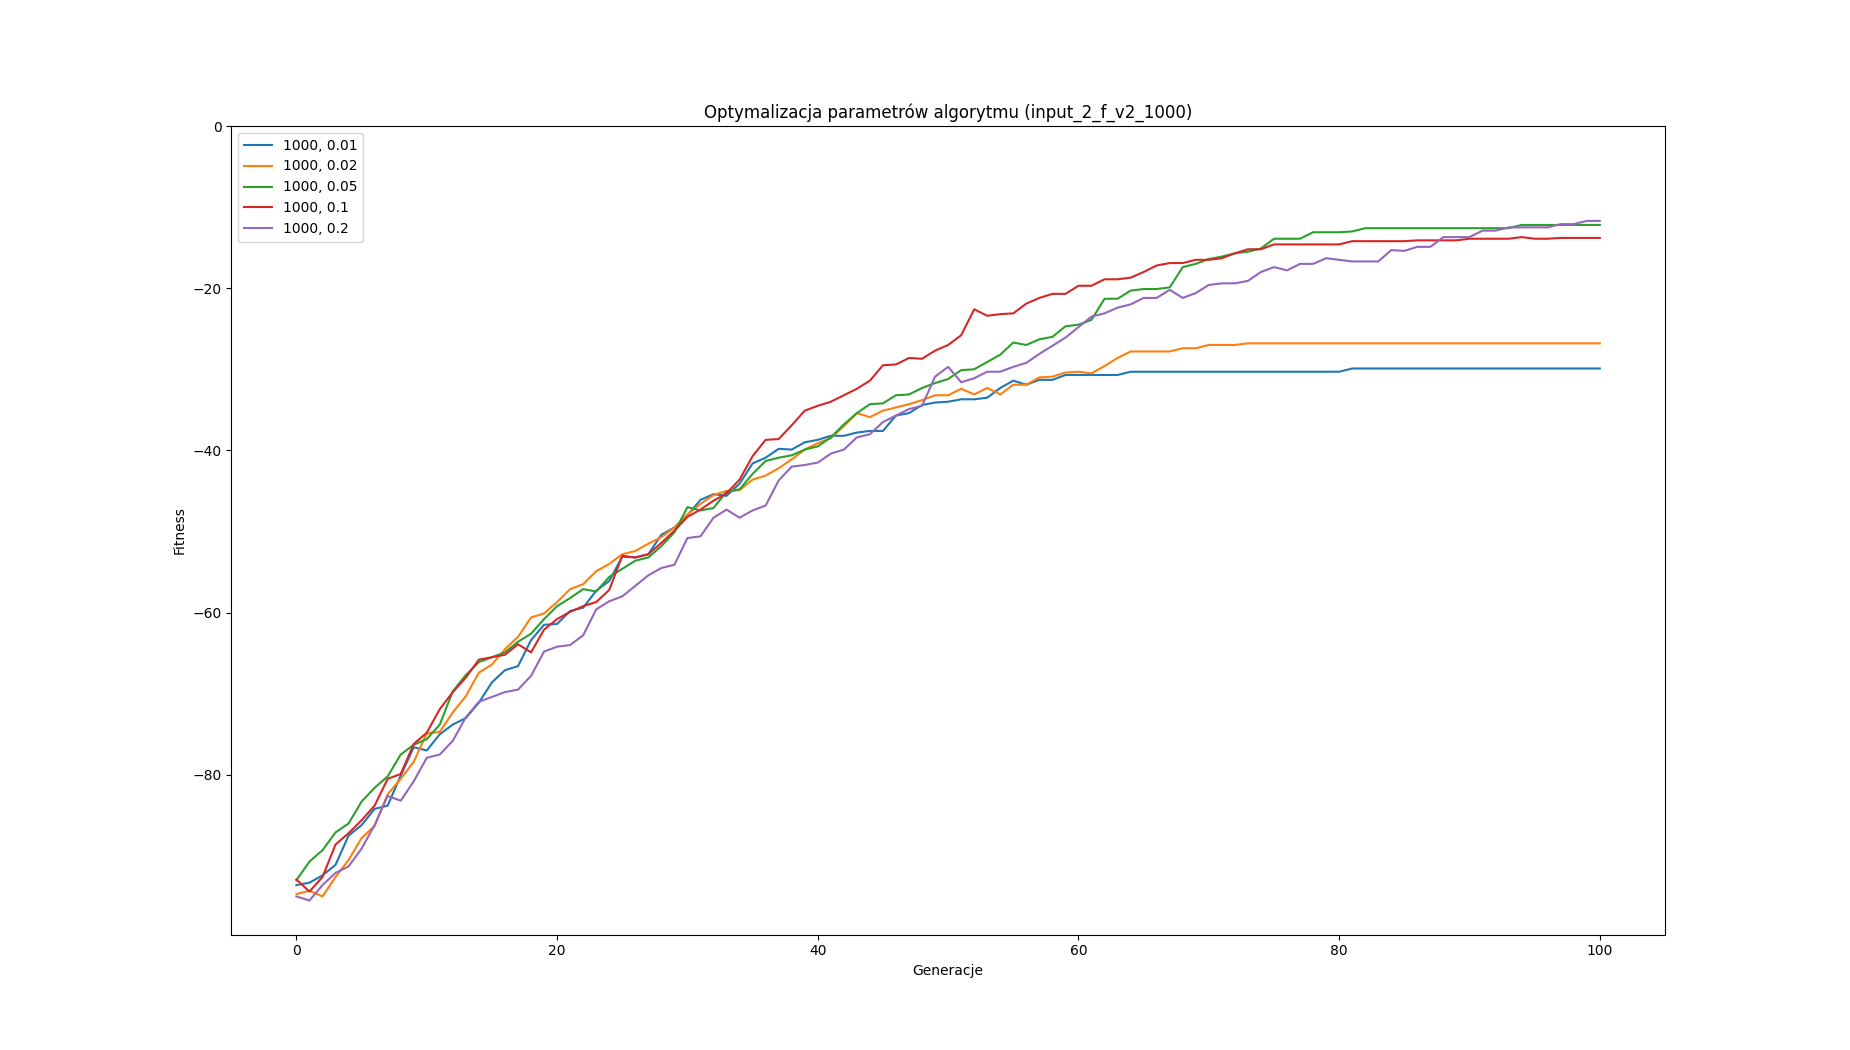 Optymalizacja parametrów algorytmu (input_2_f_v2_1000)
1000, 0.01
1000, 0.02
1000, 0.05
1000, 0.1
1000, 0.2
0
−20
−40
−60
−80
Fitness
0 20 40 60 80 100
Generacje